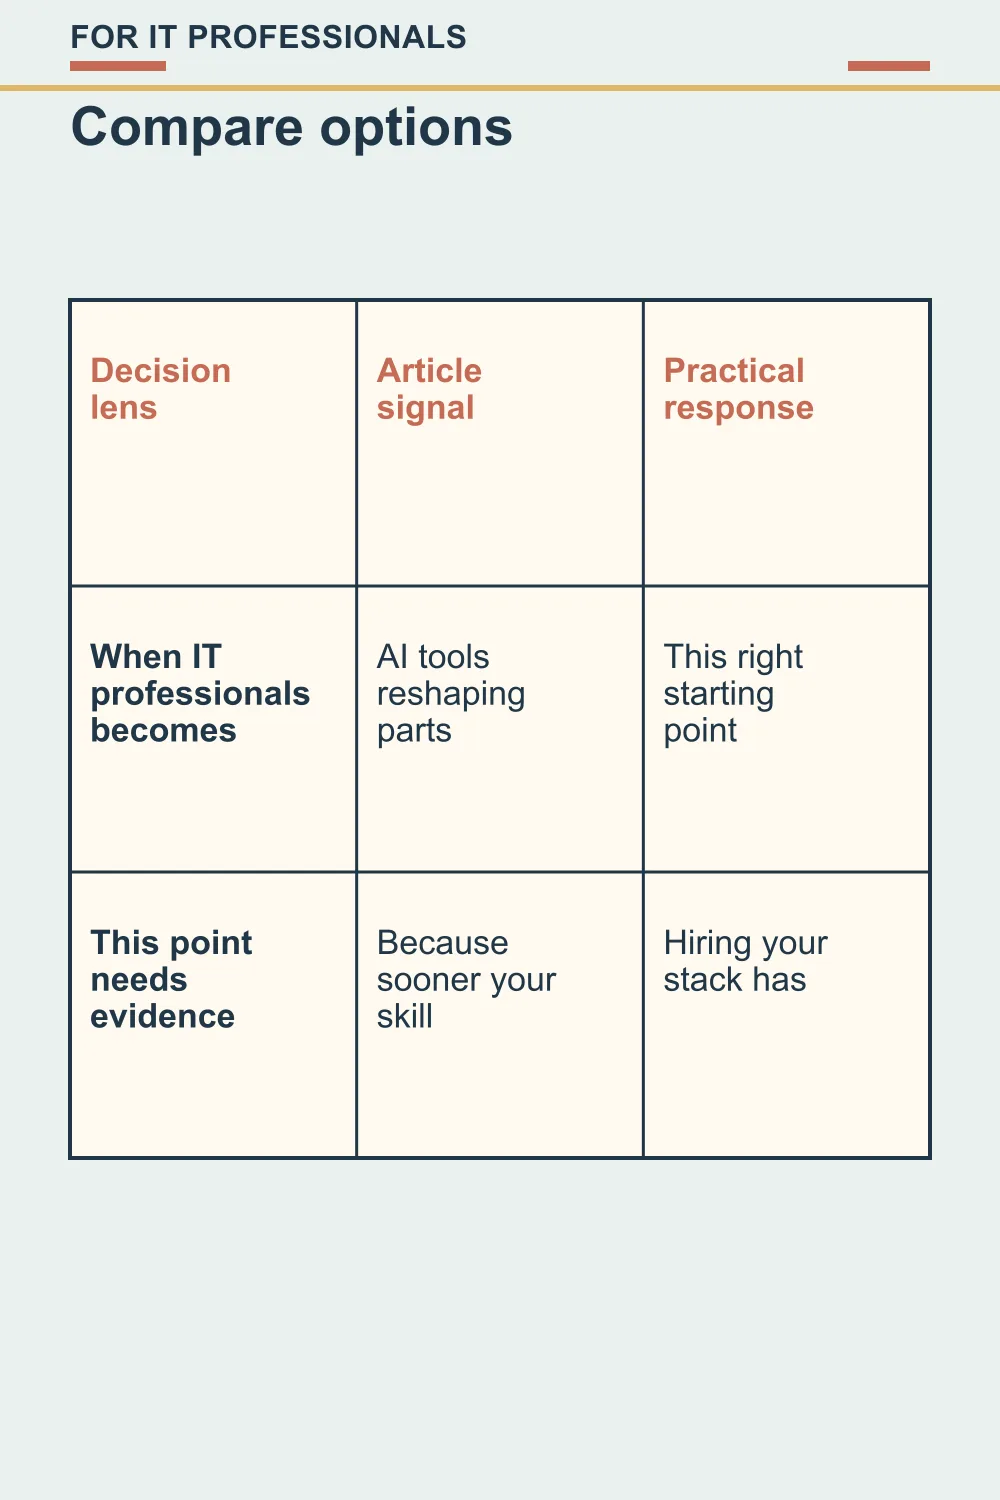 FOR IT PROFESSIONALS
Compare options
Decision
lens
Article
signal
Practical
response
When IT
professionals
becomes
AI tools
reshaping
parts
This right
starting
point
This point
needs
evidence
Because
sooner your
skill
Hiring your
stack has